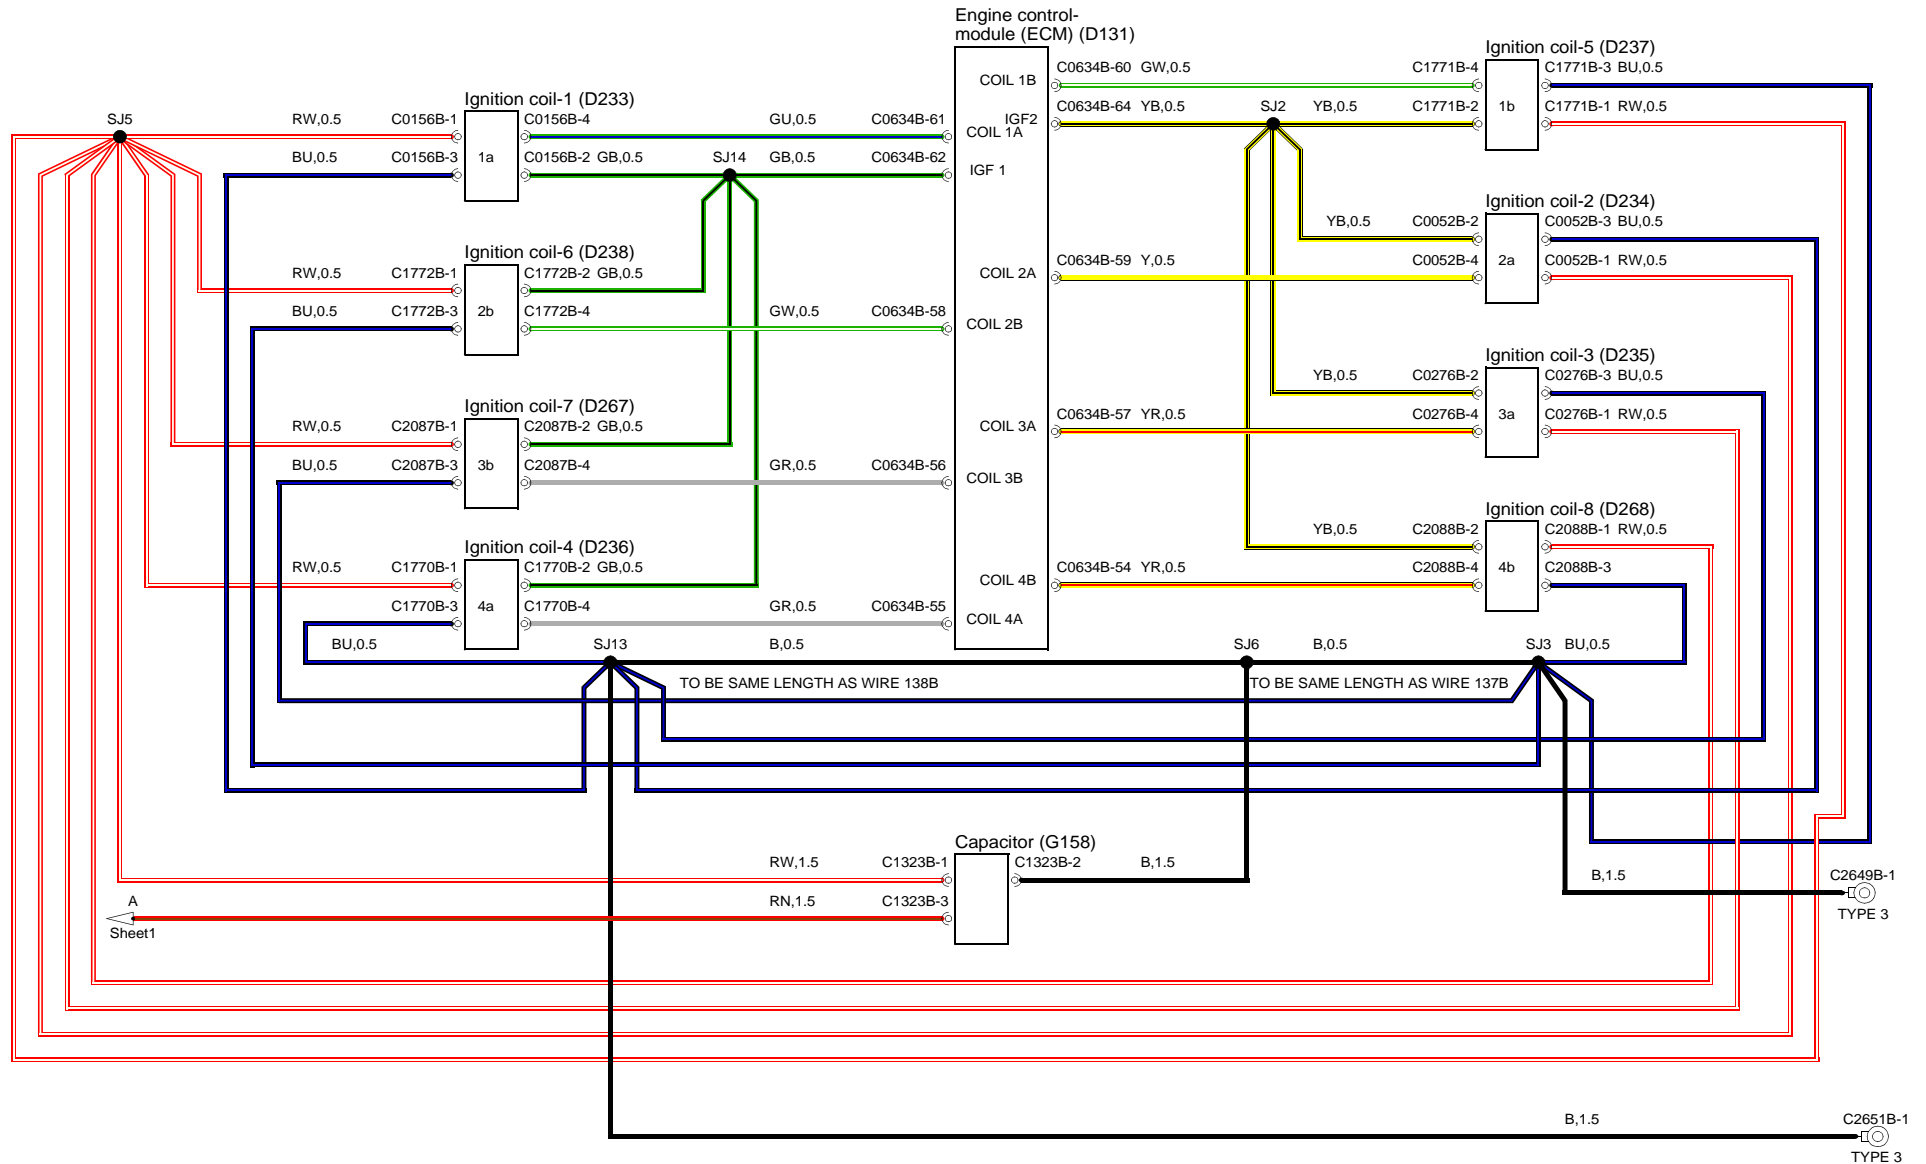 Engine control-
module (ECM) (D131)
COIL 1B
IGF2
COIL 1A
IGF 1
COIL 2A
COIL 2B
COIL 3A
COIL 3B
COIL 4B
COIL 4A
SJ5
Ignition coil-1 (D233)
RW,0.5 C0156B-1 C0156B-4 GU,0.5 C0634B-61
BU,0.5 C0156B-3 1a C0156B-2 GB,0.5 SJ14 GB,0.5 C0634B-62
Ignition coil-6 (D238)
RW,0.5 C1772B-1 C1772B-2 GB,0.5
BU,0.5 C1772B-3 2b C1772B-4 GW,0.5 C0634B-58
Ignition coil-7 (D267)
RW,0.5 C2087B-1 C2087B-2 GB,0.5
BU,0.5 C2087B-3 3b C2087B-4 GR,0.5 C0634B-56
Ignition coil-4 (D236)
RW,0.5 C1770B-1 C1770B-2 GB,0.5
C1770B-3 4a C1770B-4 GR,0.5 C0634B-55
BU,0.5
Ignition coil-5 (D237)
C0634B-60 GW,0.5 C1771B-4 C1771B-3 BU,0.5
C0634B-64 YB,0.5 SJ2 YB,0.5 C1771B-2 1b C1771B-1 RW,0.5
Ignition coil-2 (D234)
YB,0.5 C0052B-2 C0052B-3 BU,0.5
C0634B-59 Y,0.5 C0052B-4 2a C0052B-1 RW,0.5
Ignition coil-3 (D235)
YB,0.5 C0276B-2 C0276B-3 BU,0.5
C0634B-57 YR,0.5 C0276B-4 3a C0276B-1 RW,0.5
Ignition coil-8 (D268)
YB,0.5 C2088B-2 C2088B-1 RW,0.5
C0634B-54 YR,0.5 C2088B-4 4b C2088B-3
SJ13 B,0.5 SJ6 B,0.5 SJ3 BU,0.5
TO BE SAME LENGTH AS WIRE 138B
TO BE SAME LENGTH AS WIRE 137B
Capacitor (G158)
RW,1.5 C1323B-1 C1323B-2 B,1.5
A RN,1.5 C1323B-3
Sheet1
B,1.5 C2649B-1
TYPE 3
B,1.5 C2651B-1
TYPE 3